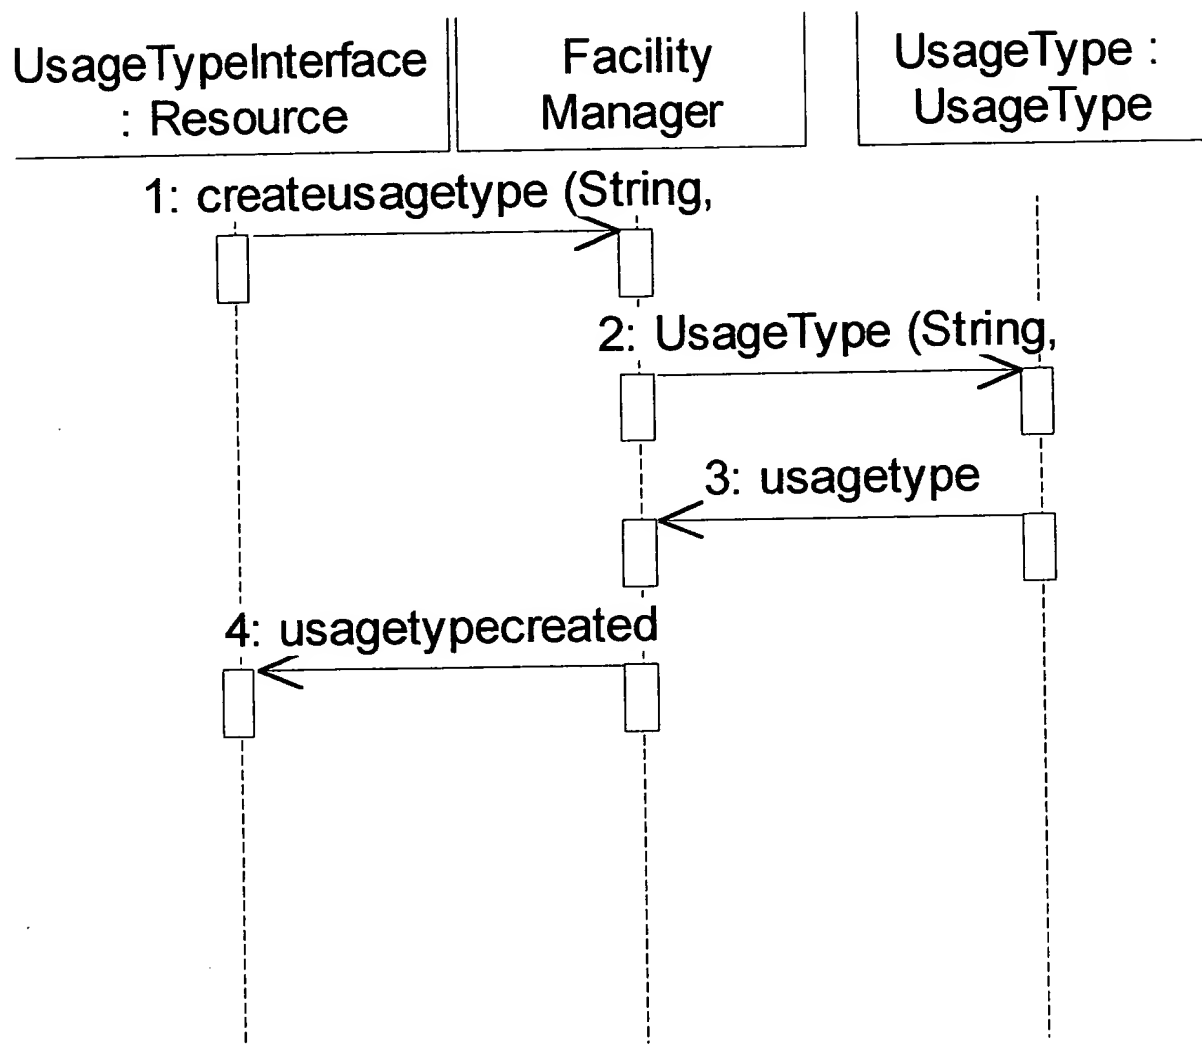 UsageTypeInterface
: Resource
Facility
Manager
UsageType :
UsageType
1: createusagetype (String,
2: UsageType (String,
3: usagetype
4: usagetypecreated